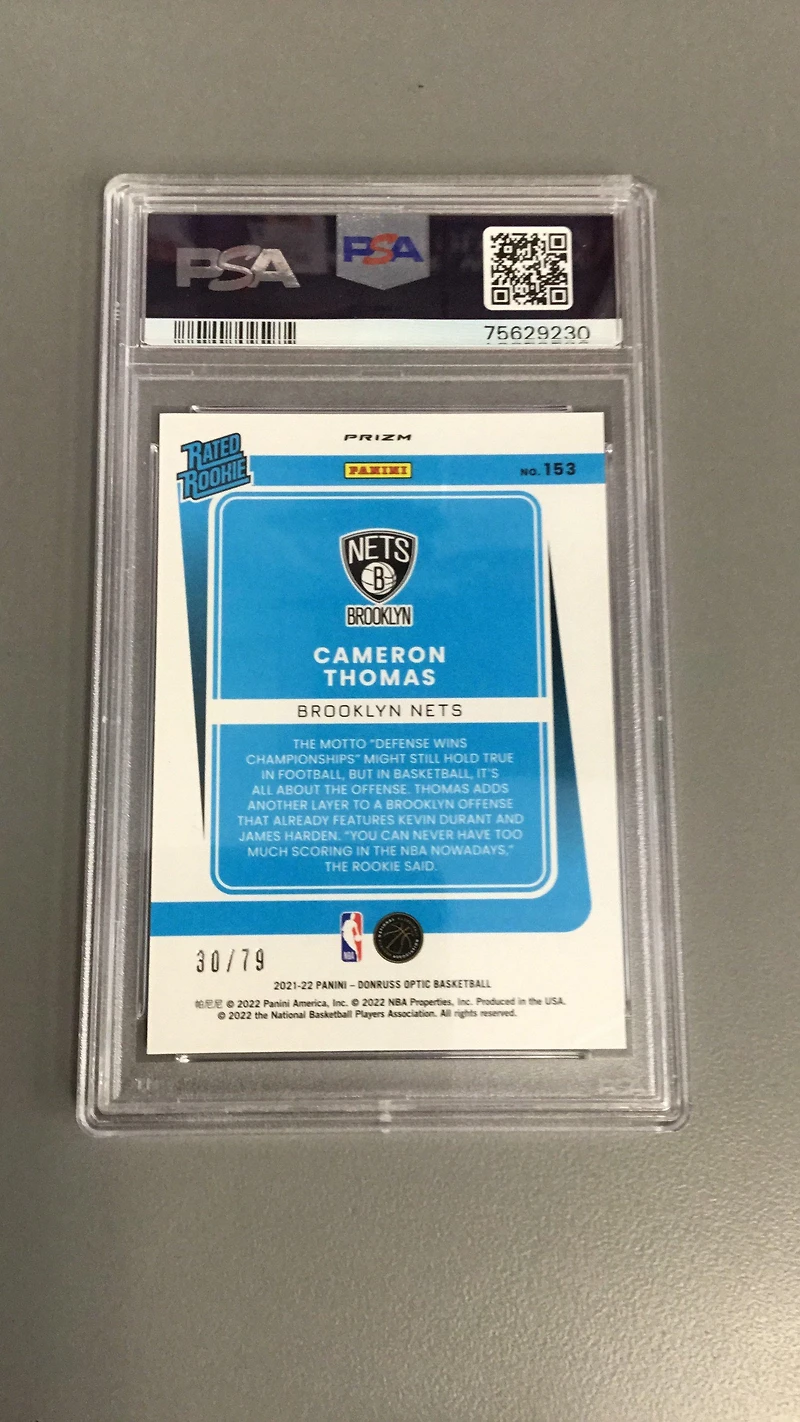 PSA
PSA
75629230
PRIZM
RATED
ROOKIE
PANINI
NO. 153
NETS
B
BROOKLYN
CAMERON
THOMAS
BROOKLYN NETS
THE MOTTO "DEFENSE WINS
CHAMPIONSHIPS" MIGHT STILL HOLD TRUE
IN FOOTBALL, BUT IN BASKETBALL, IT'S
ALL ABOUT THE OFFENSE. THOMAS ADDS
ANOTHER LAYER TO A BROOKLYN OFFENSE
THAT ALREADY FEATURES KEVIN DURANT AND
JAMES HARDEN. "YOU CAN NEVER HAVE TOO
MUCH SCORING IN THE NBA NOWADAYS,"
THE ROOKIE SAID.
NBA
30/79
2021-22 PANINI – DONRUSS OPTIC BASKETBALL
帕尼尼 © 2022 Panini America, Inc. © 2022 NBA Properties, Inc. Produced in the USA.
© 2022 the National Basketball Players Association. All rights reserved.